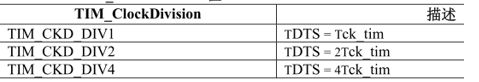 TIM_ClockDivision 描述
TIM_CKD_DIV1 TDTS = Tck_tim
TIM_CKD_DIV2 TDTS = 2Tck_tim
TIM_CKD_DIV4 TDTS = 4Tck_tim